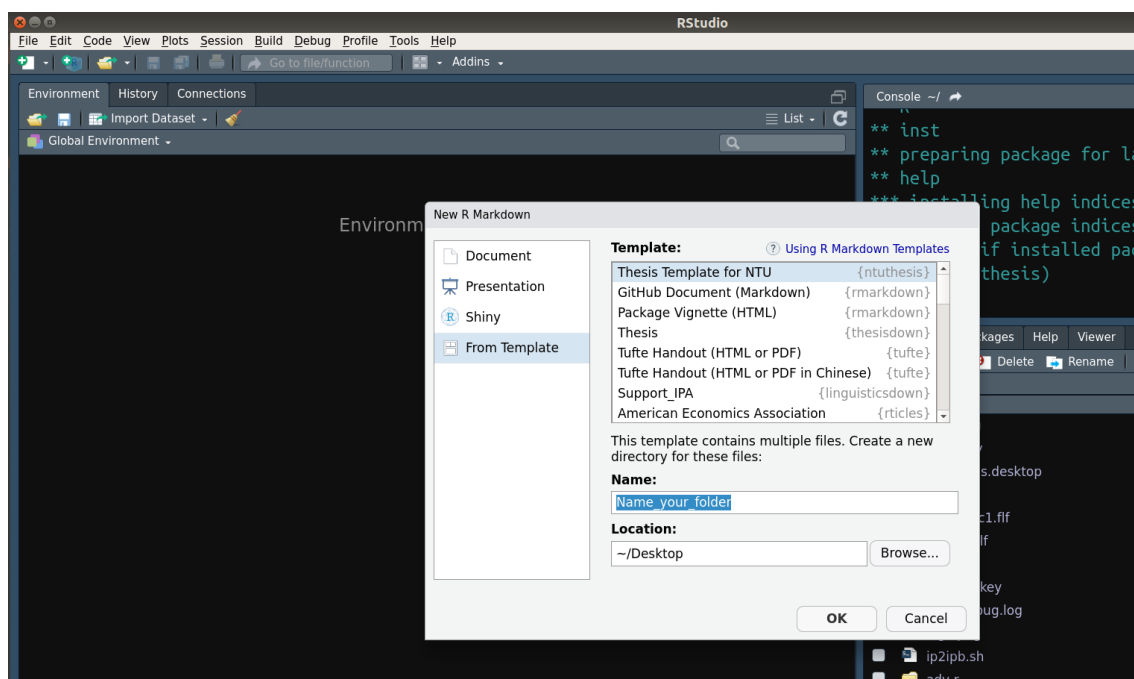 RStudio
File Edit Code View Plots Session Build Debug Profile Tools Help
Go to file/function Addins
Environment History Connections
Import Dataset List
Global Environment
Environm
Console ~/
** inst
** preparing package for la
** help
*** installing help indices
package indices
if installed pac
thesis)
New R Markdown
Document
Presentation
R Shiny
From Template
Template: ? Using R Markdown Templates
Thesis Template for NTU {ntuthesis}
GitHub Document (Markdown) {rmarkdown}
Package Vignette (HTML) {rmarkdown}
Thesis {thesisdown}
Tufte Handout (HTML or PDF) {tufte}
Tufte Handout (HTML or PDF in Chinese) {tufte}
Support_IPA {linguisticsdown}
American Economics Association {rticles}
This template contains multiple files. Create a new
directory for these files:
Name:
Name_your_folder
Location:
~/Desktop Browse...
OK Cancel
kages Help Viewer
Delete Rename
s.desktop
c1.flf
lf
key
bug.log
ip2ipb.sh